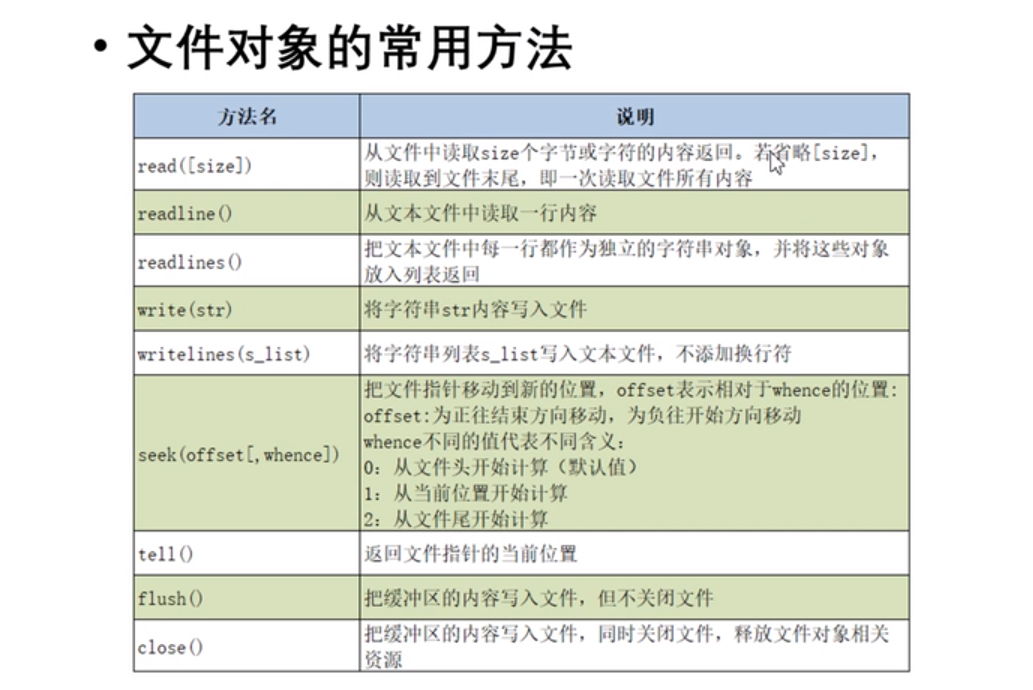 • 文件对象的常用方法
方法名 说明
read([size]) 从文件中读取size个字节或字符的内容返回。若省略[size],
则读取到文件末尾，即一次读取文件所有内容
readline() 从文本文件中读取一行内容
readlines() 把文本文件中每一行都作为独立的字符串对象，并将这些对象
放入列表返回
write(str) 将字符串str内容写入文件
writelines(s_list) 将字符串列表s_list写入文本文件，不添加换行符
seek(offset[,whence]) 把文件指针移动到新的位置，offset表示相对于whence的位置:
offset:为正往结束方向移动，为负往开始方向移动
whence不同的值代表不同含义:
0: 从文件头开始计算（默认值）
1: 从当前位置开始计算
2: 从文件尾开始计算
tell() 返回文件指针的当前位置
flush() 把缓冲区的内容写入文件，但不关闭文件
close() 把缓冲区的内容写入文件，同时关闭文件，释放文件对象相关
资源